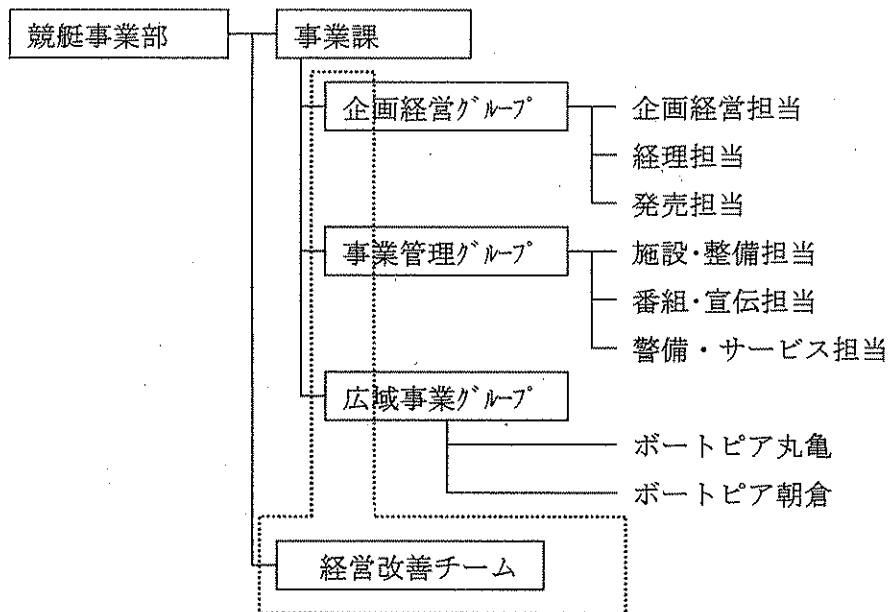 競艇事業部
事業課
企画経営グループ
企画経営担当
経理担当
発売担当
事業管理グループ
施設・整備担当
番組・宣伝担当
警備・サービス担当
広域事業グループ
ボートピア丸亀
ボートピア朝倉
経営改善チーム